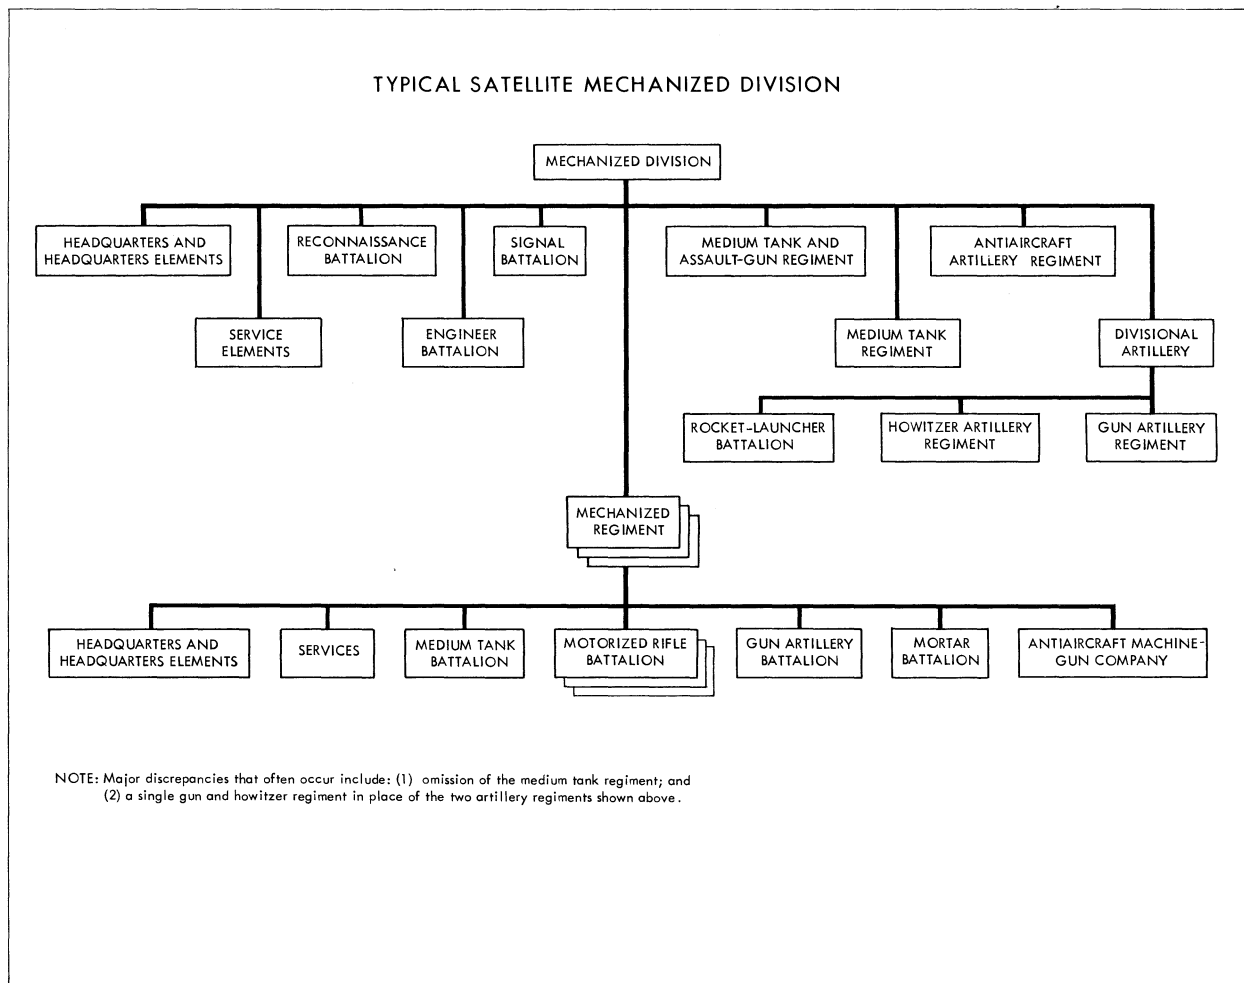 TYPICAL SATELLITE MECHANIZED DIVISION
MECHANIZED DIVISION
HEADQUARTERS AND
HEADQUARTERS ELEMENTS
RECONNAISSANCE
BATTALION
SIGNAL
BATTALION
MEDIUM TANK AND
ASSAULT-GUN REGIMENT
ANTIAIRCRAFT
ARTILLERY REGIMENT
SERVICE
ELEMENTS
ENGINEER
BATTALION
MEDIUM TANK
REGIMENT
DIVISIONAL
ARTILLERY
ROCKET-LAUNCHER
BATTALION
HOWITZER ARTILLERY
REGIMENT
GUN ARTILLERY
REGIMENT
MECHANIZED
REGIMENT
HEADQUARTERS AND
HEADQUARTERS ELEMENTS
SERVICES
MEDIUM TANK
BATTALION
MOTORIZED RIFLE
BATTALION
GUN ARTILLERY
BATTALION
MORTAR
BATTALION
ANTIAIRCRAFT MACHINE-
GUN COMPANY
NOTE: Major discrepancies that often occur include: (1) omission of the medium tank regiment; and
(2) a single gun and howitzer regiment in place of the two artillery regiments shown above.